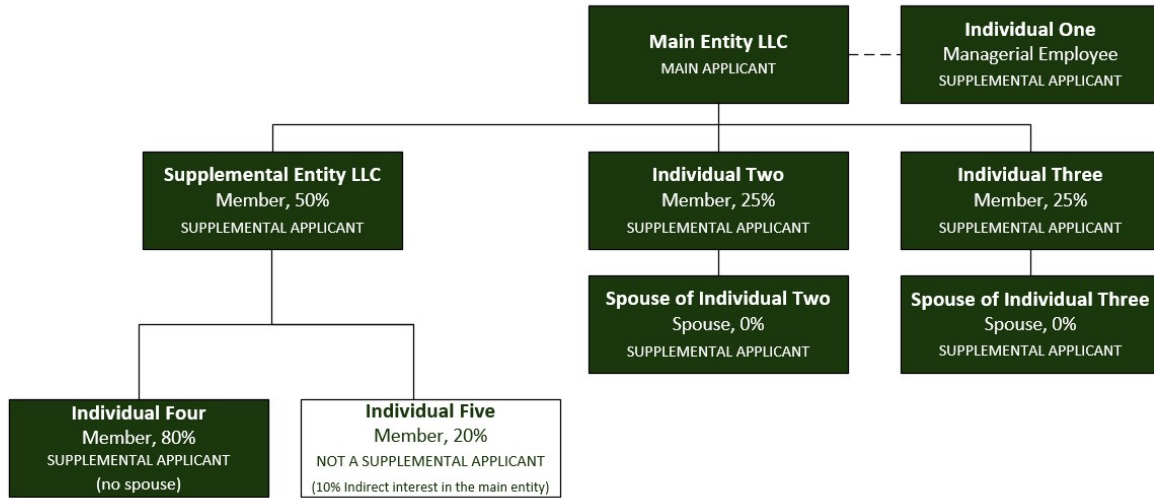 Main Entity LLC
MAIN APPLICANT
Individual One
Managerial Employee
SUPPLEMENTAL APPLICANT
Supplemental Entity LLC
Member, 50%
SUPPLEMENTAL APPLICANT
Individual Two
Member, 25%
SUPPLEMENTAL APPLICANT
Individual Three
Member, 25%
SUPPLEMENTAL APPLICANT
Spouse of Individual Two
Spouse, 0%
SUPPLEMENTAL APPLICANT
Spouse of Individual Three
Spouse, 0%
SUPPLEMENTAL APPLICANT
Individual Four
Member, 80%
SUPPLEMENTAL APPLICANT
(no spouse)
Individual Five
Member, 20%
NOT A SUPPLEMENTAL APPLICANT
(10% Indirect interest in the main entity)